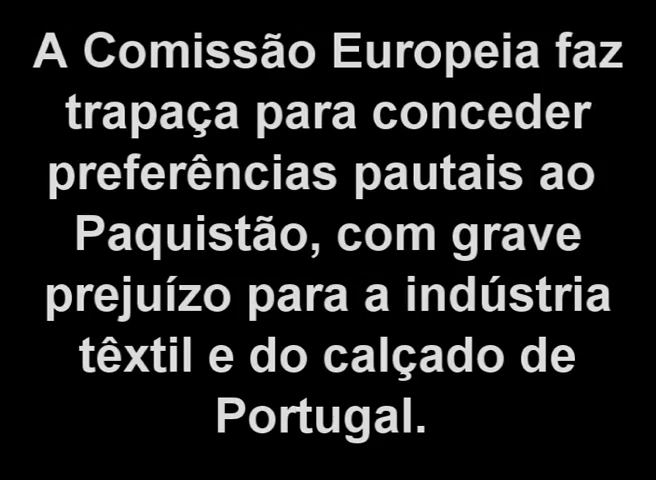 A Comissão Europeia faz
trapaça para conceder
preferências pautais ao
Paquistão, com grave
prejuízo para a indústria
têxtil e do calçado de
Portugal.